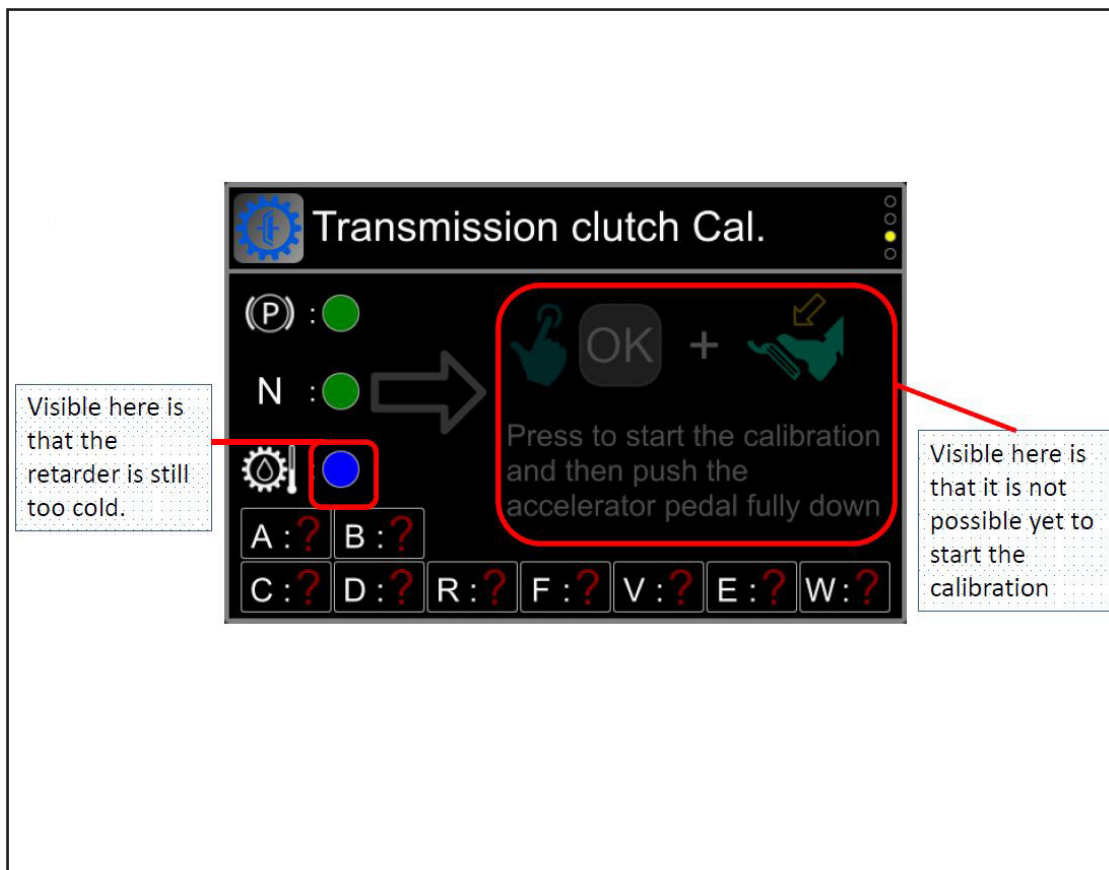 Transmission clutch Cal.
(P) :
N :
:
OK +
Press to start the calibration
and then push the
accelerator pedal fully down
A : ? B : ?
C : ? D : ? R : ? F : ? V : ? E : ? W : ?
Visible here is
that the
retarder is still
too cold.
Visible here is
that it is not
possible yet to
start the
calibration